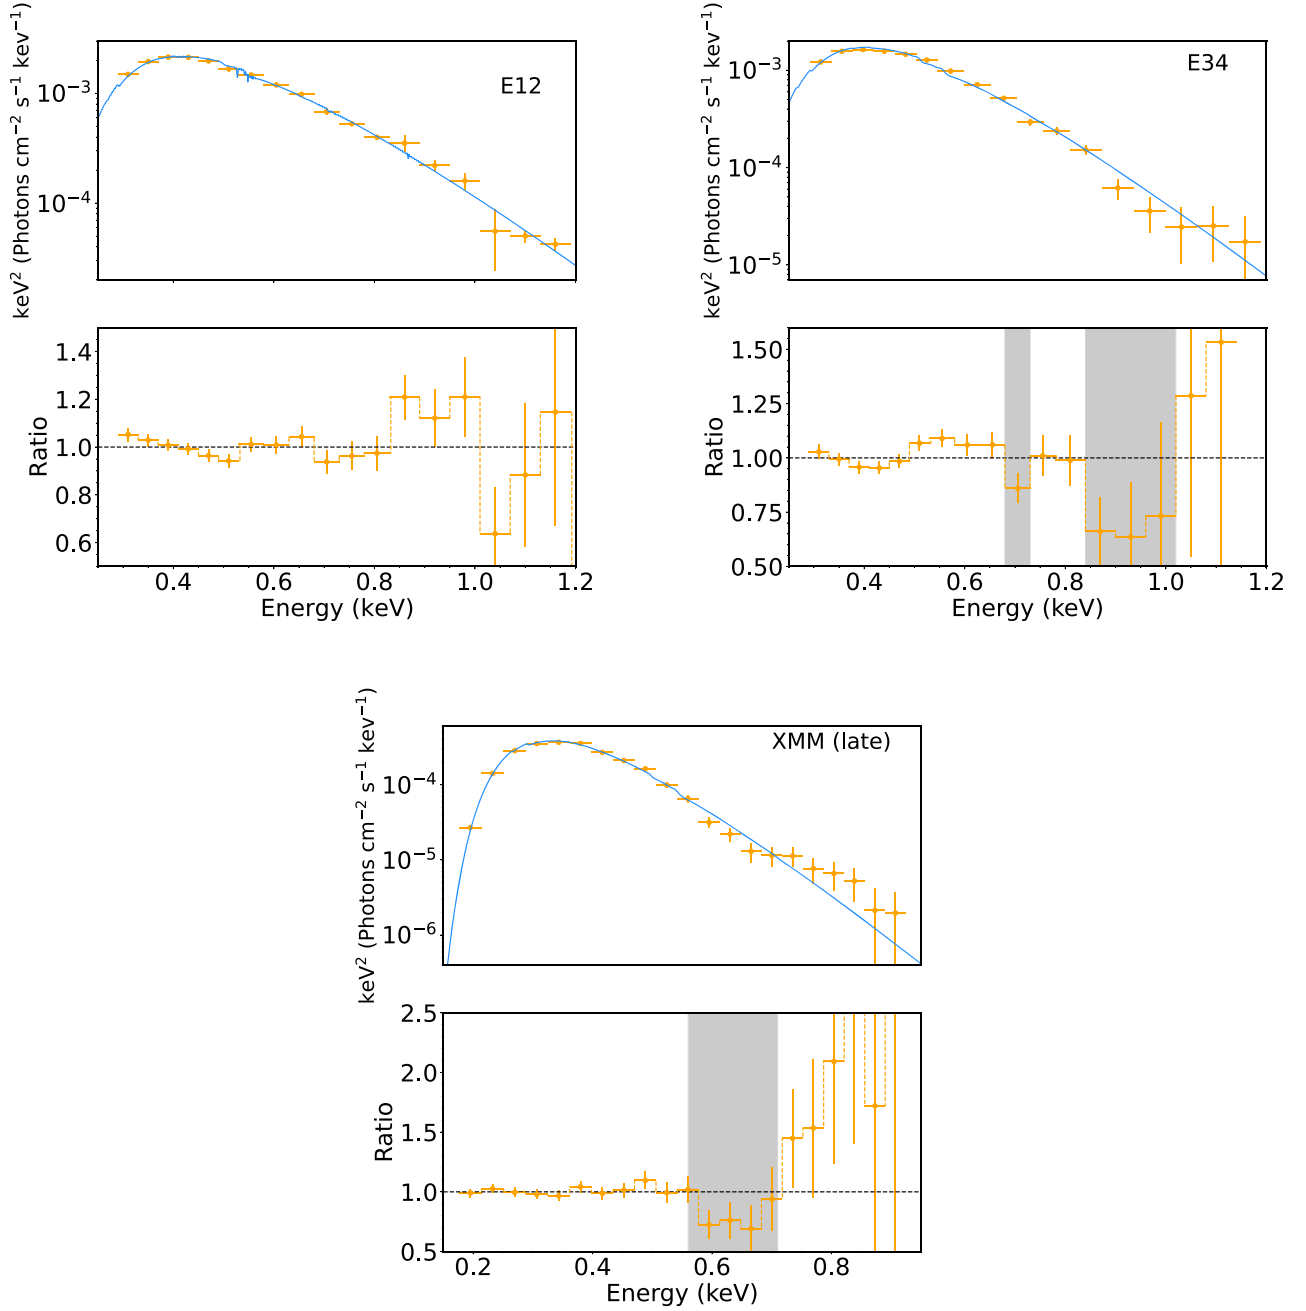 keV² (Photons cm⁻² s⁻¹ kev⁻¹)
10⁻³
10⁻⁴
E12
Ratio
1.4
1.2
1.0
0.8
0.6
0.4 0.6 0.8 1.0 1.2
Energy (keV)
keV² (Photons cm⁻² s⁻¹ kev⁻¹)
10⁻³
10⁻⁴
10⁻⁵
E34
Ratio
1.50
1.25
1.00
0.75
0.50
0.4 0.6 0.8 1.0 1.2
Energy (keV)
keV² (Photons cm⁻² s⁻¹ kev⁻¹)
10⁻⁴
10⁻⁵
10⁻⁶
XMM (late)
Ratio
2.5
2.0
1.5
1.0
0.5
0.2 0.4 0.6 0.8
Energy (keV)